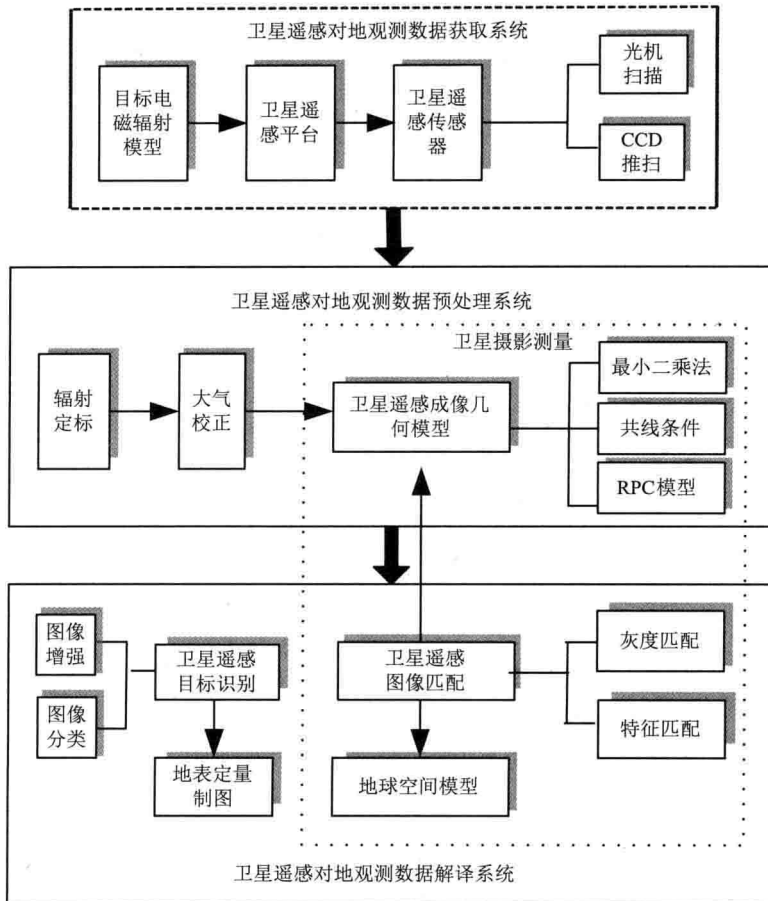 卫星遥感对地观测数据获取系统
目标电
磁辐射
模型
卫星遥
感平台
卫星遥
感传感
器
光机
扫描
CCD
推扫
卫星遥感对地观测数据预处理系统
卫星摄影测量
辐射
定标
大气
校正
卫星遥感成像几
何模型
最小二乘法
共线条件
RPC模型
图像
增强
图像
分类
卫星遥感
目标识别
地表定量
制图
卫星遥感
图像匹配
地球空间模型
灰度匹配
特征匹配
卫星遥感对地观测数据解译系统